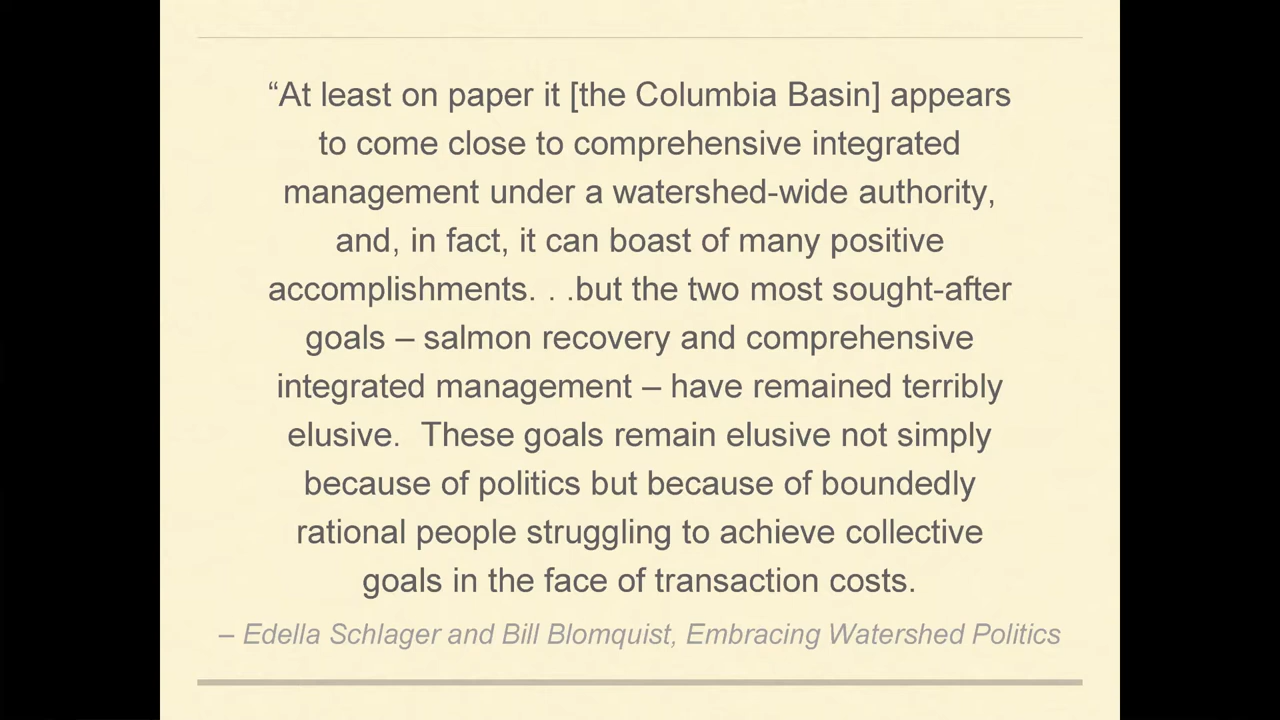 “At least on paper it [the Columbia Basin] appears
to come close to comprehensive integrated
management under a watershed-wide authority,
and, in fact, it can boast of many positive
accomplishments. . .but the two most sought-after
goals – salmon recovery and comprehensive
integrated management – have remained terribly
elusive.  These goals remain elusive not simply
because of politics but because of boundedly
rational people struggling to achieve collective
goals in the face of transaction costs.
– Edella Schlager and Bill Blomquist, Embracing Watershed Politics